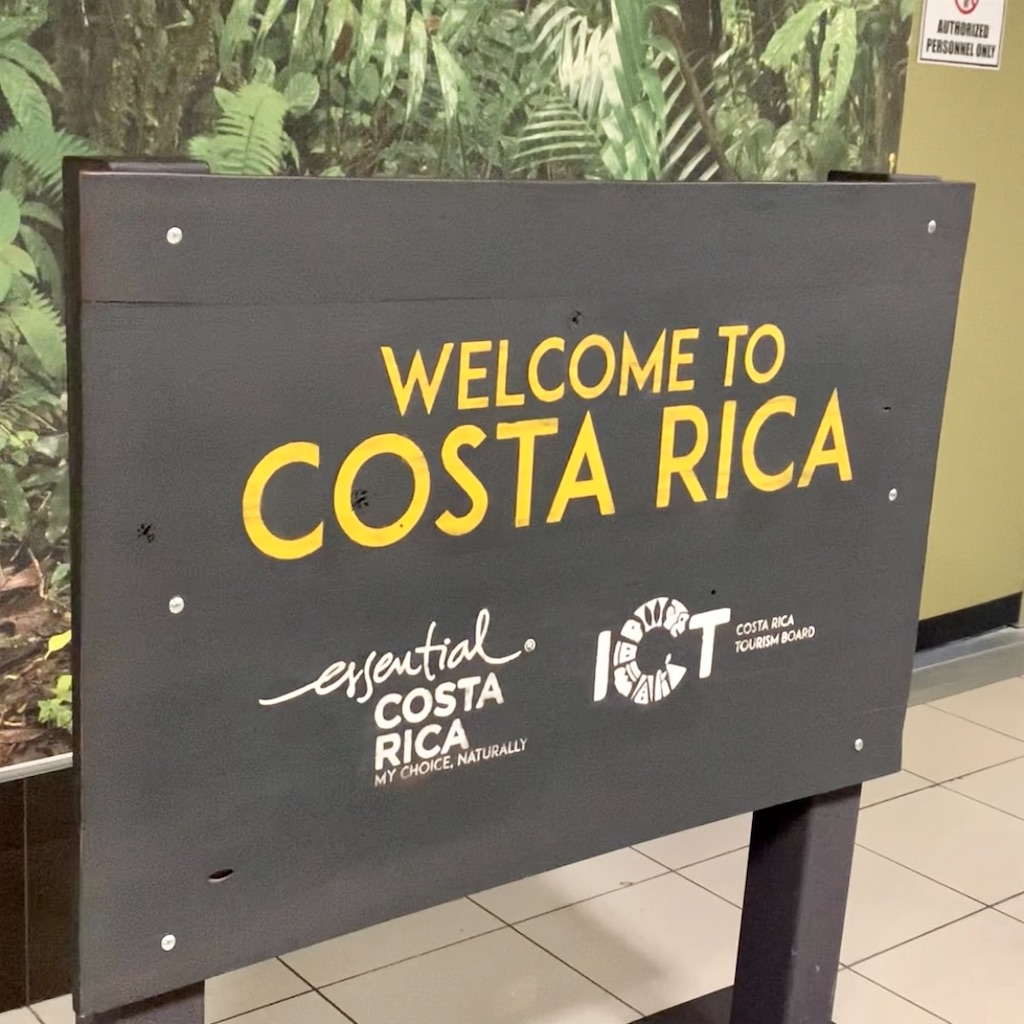 AUTHORIZED
PERSONNEL ONLY
WELCOME TO
COSTA RICA
essential®
COSTA
RICA
MY CHOICE, NATURALLY
ICT
COSTA RICA
TOURISM BOARD